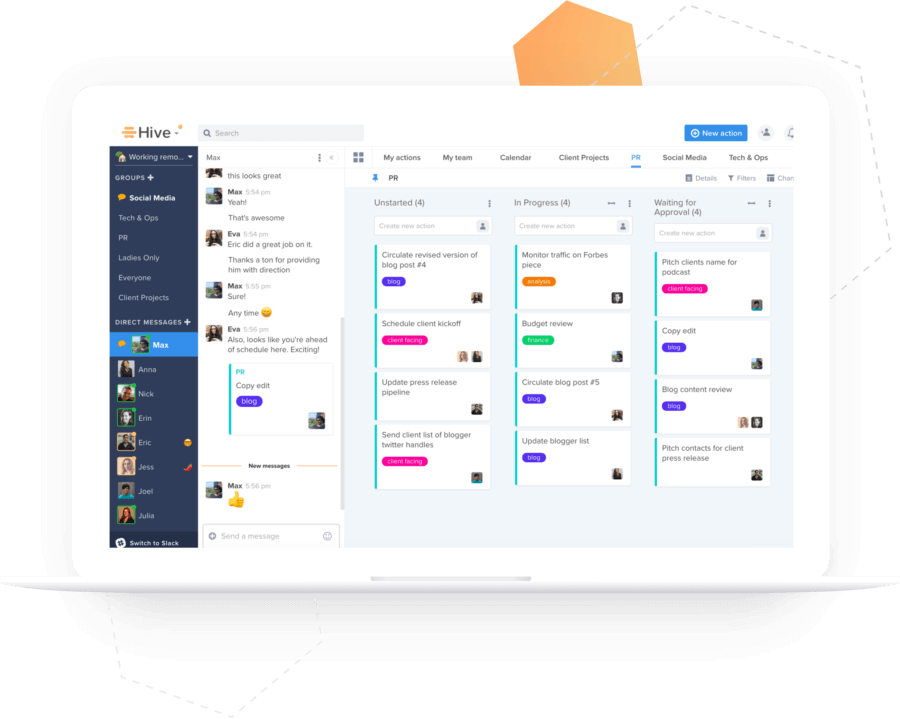 Hive
Search
New action
Working remo...
GROUPS
Social Media
Tech & Ops
PR
Ladies Only
Everyone
Client Projects
DIRECT MESSAGES
Max
Anna
Nick
Erin
Eric
Jess
Joel
Julia
Switch to Slack
Max
this looks great
Max 5:54 pm
Yeah!
That's awesome
Eva 5:54 pm
Eric did a great job on it.
Thanks a ton for providing
him with direction
Max 5:55 pm
Sure!
Any time
Eva 5:56 pm
Also, looks like you're ahead
of schedule here. Exciting!
PR
Copy edit
blog
New messages
Max 5:56 pm
Send a message
My actions
My team
Calendar
Client Projects
PR
Social Media
Tech & Ops
PR
Details
Filters
Chan
Unstarted (4)
Create new action
Circulate revised version of
blog post #4
blog
Schedule client kickoff
client facing
Update press release
pipeline
Send client list of blogger
twitter handles
client facing
In Progress (4)
Create new action
Monitor traffic on Forbes
piece
analysis
Budget review
finance
Circulate blog post #5
blog
Update blogger list
blog
Waiting for
Approval (4)
Create new action
Pitch clients name for
podcast
client facing
Copy edit
blog
Blog content review
blog
Pitch contacts for client
press release